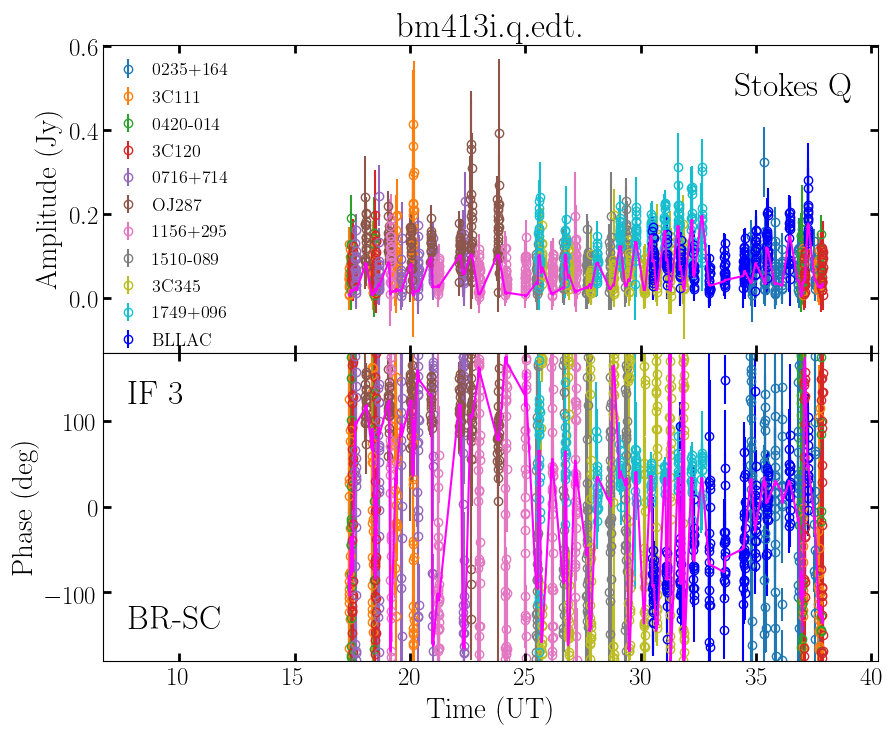 bm413i.q.edt.
Stokes Q
0235+164
3C111
0420-014
3C120
0716+714
OJ287
1156+295
1510-089
3C345
1749+096
BLLAC
Amplitude (Jy)
0.6
0.4
0.2
0.0
IF 3
BR-SC
Phase (deg)
100
0
−100
10 15 20 25 30 35 40
Time (UT)